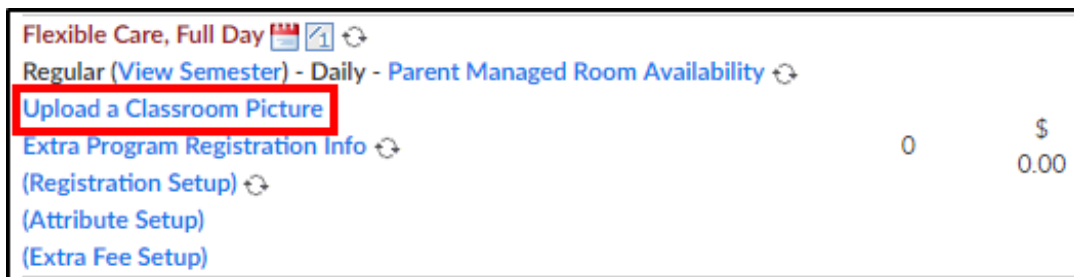 Flexible Care, Full Day
Regular (View Semester) - Daily - Parent Managed Room Availability
Upload a Classroom Picture
Extra Program Registration Info
0
$
0.00
(Registration Setup)
(Attribute Setup)
(Extra Fee Setup)